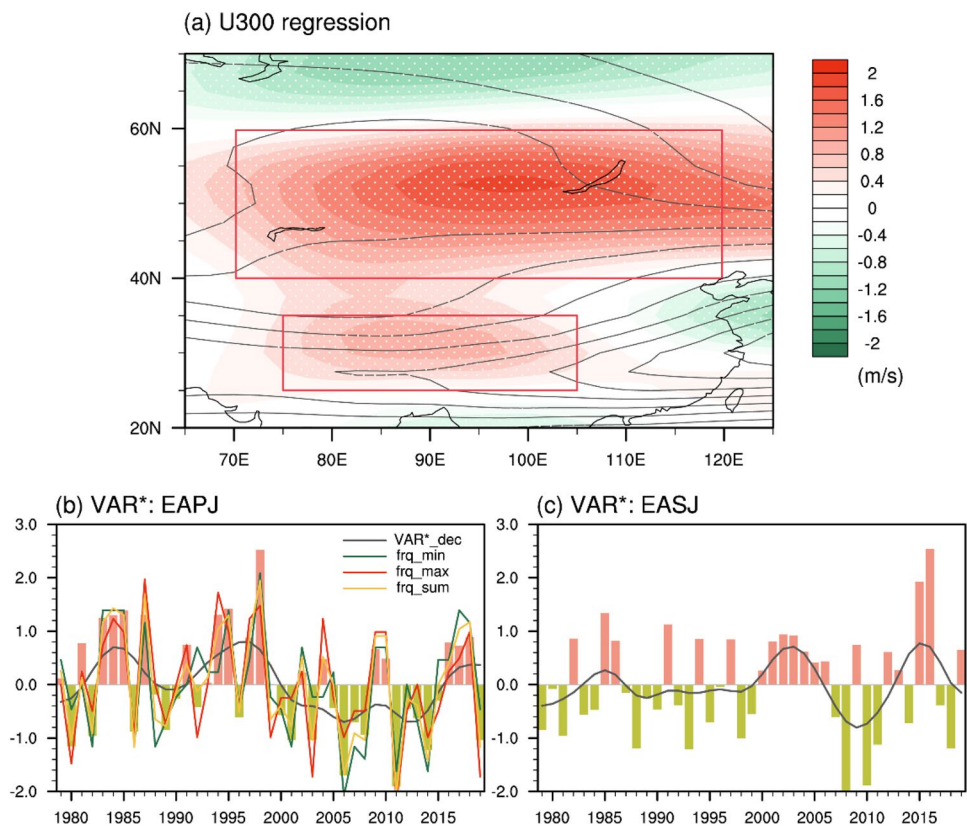 (a) U300 regression
60N
40N
20N
70E 80E 90E 100E 110E 120E
2
1.6
1.2
0.8
0.4
0
-0.4
-0.8
-1.2
-1.6
-2
(m/s)
(b) VAR*: EAPJ
3.0
2.0
1.0
0.0
-1.0
-2.0
VAR*_dec
frq_min
frq_max
frq_sum
1980 1985 1990 1995 2000 2005 2010 2015
(c) VAR*: EASJ
3.0
2.0
1.0
0.0
-1.0
-2.0
1980 1985 1990 1995 2000 2005 2010 2015